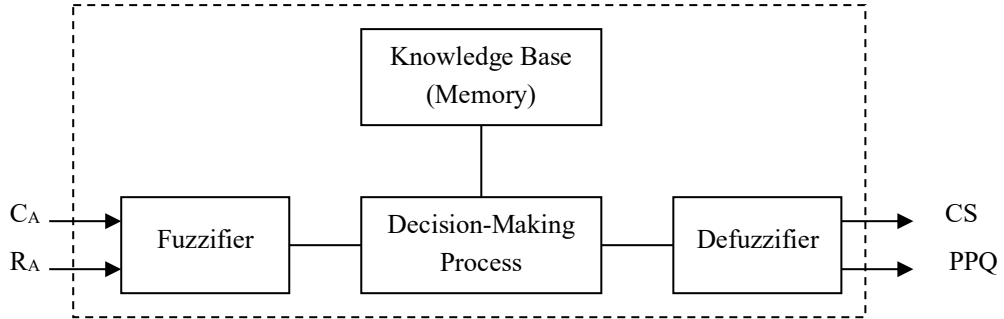 Knowledge Base
(Memory)
CA
RA
Fuzzifier
Decision-Making
Process
Defuzzifier
CS
PPQ